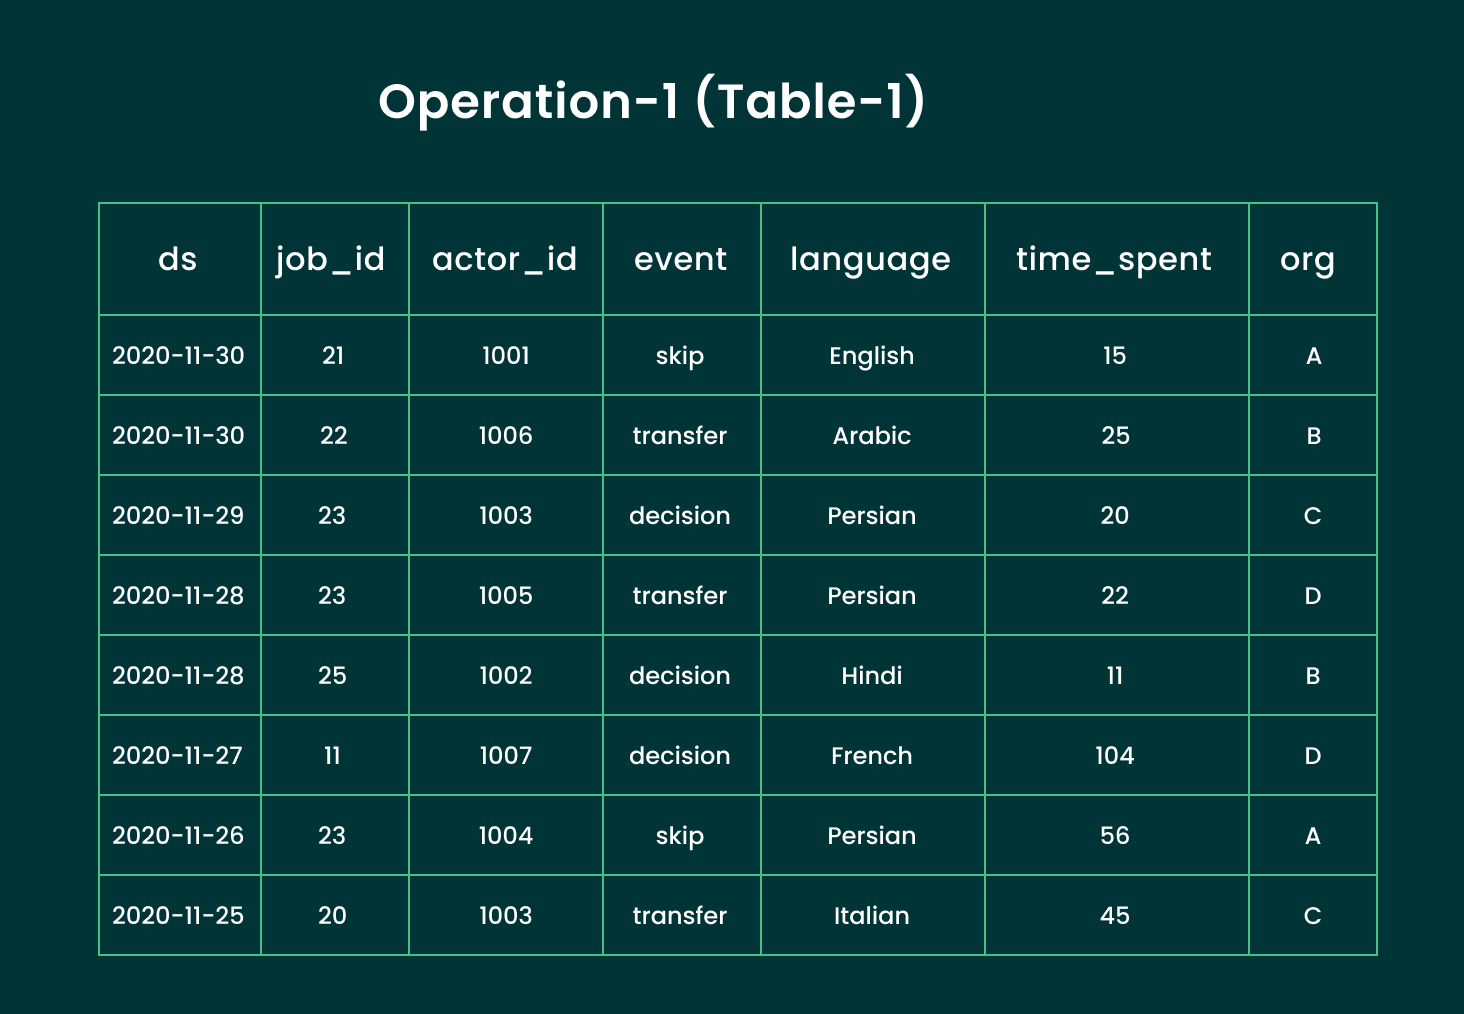 Operation-1 (Table-1)
ds job_id actor_id event language time_spent org
2020-11-30 21 1001 skip English 15 A
2020-11-30 22 1006 transfer Arabic 25 B
2020-11-29 23 1003 decision Persian 20 C
2020-11-28 23 1005 transfer Persian 22 D
2020-11-28 25 1002 decision Hindi 11 B
2020-11-27 11 1007 decision French 104 D
2020-11-26 23 1004 skip Persian 56 A
2020-11-25 20 1003 transfer Italian 45 C